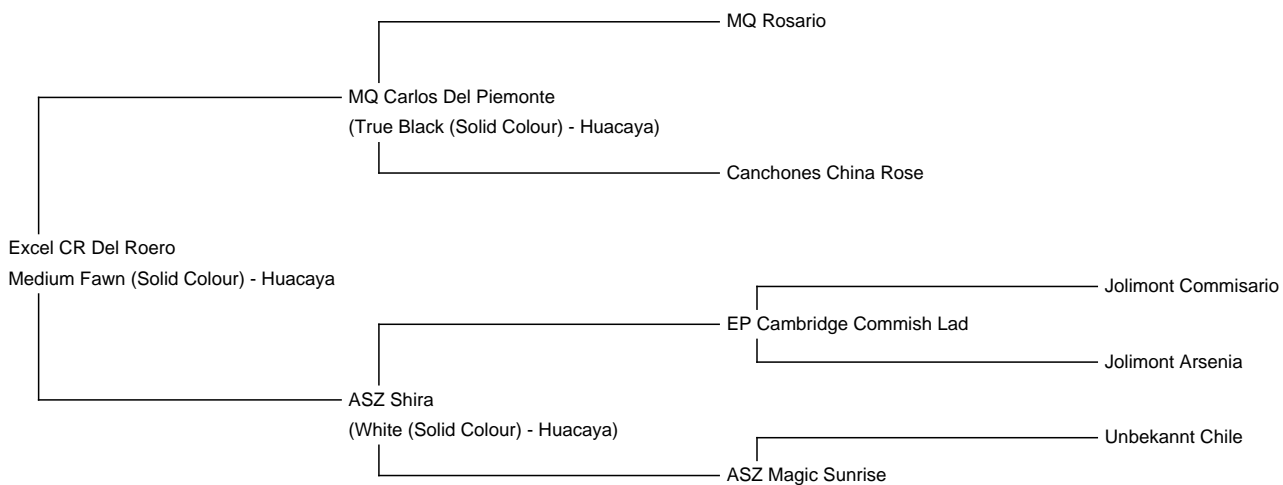 MQ Rosario
MQ Carlos Del Piemonte
(True Black (Solid Colour) - Huacaya)
Canchones China Rose
Excel CR Del Roero
Medium Fawn (Solid Colour) - Huacaya
Jolimont Commisario
EP Cambridge Commish Lad
Jolimont Arsenia
ASZ Shira
(White (Solid Colour) - Huacaya)
Unbekannt Chile
ASZ Magic Sunrise